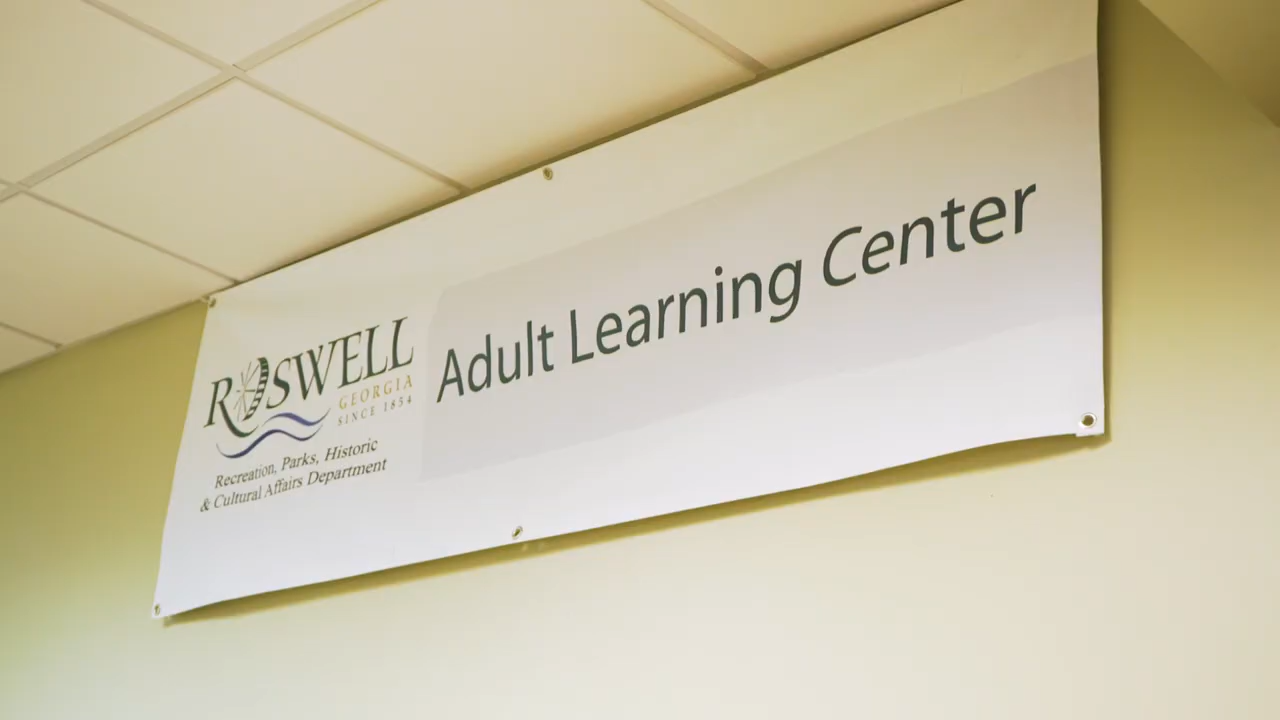 ROSWELL
GEORGIA
SINCE 1854
Recreation, Parks, Historic
& Cultural Affairs Department
Adult Learning Center